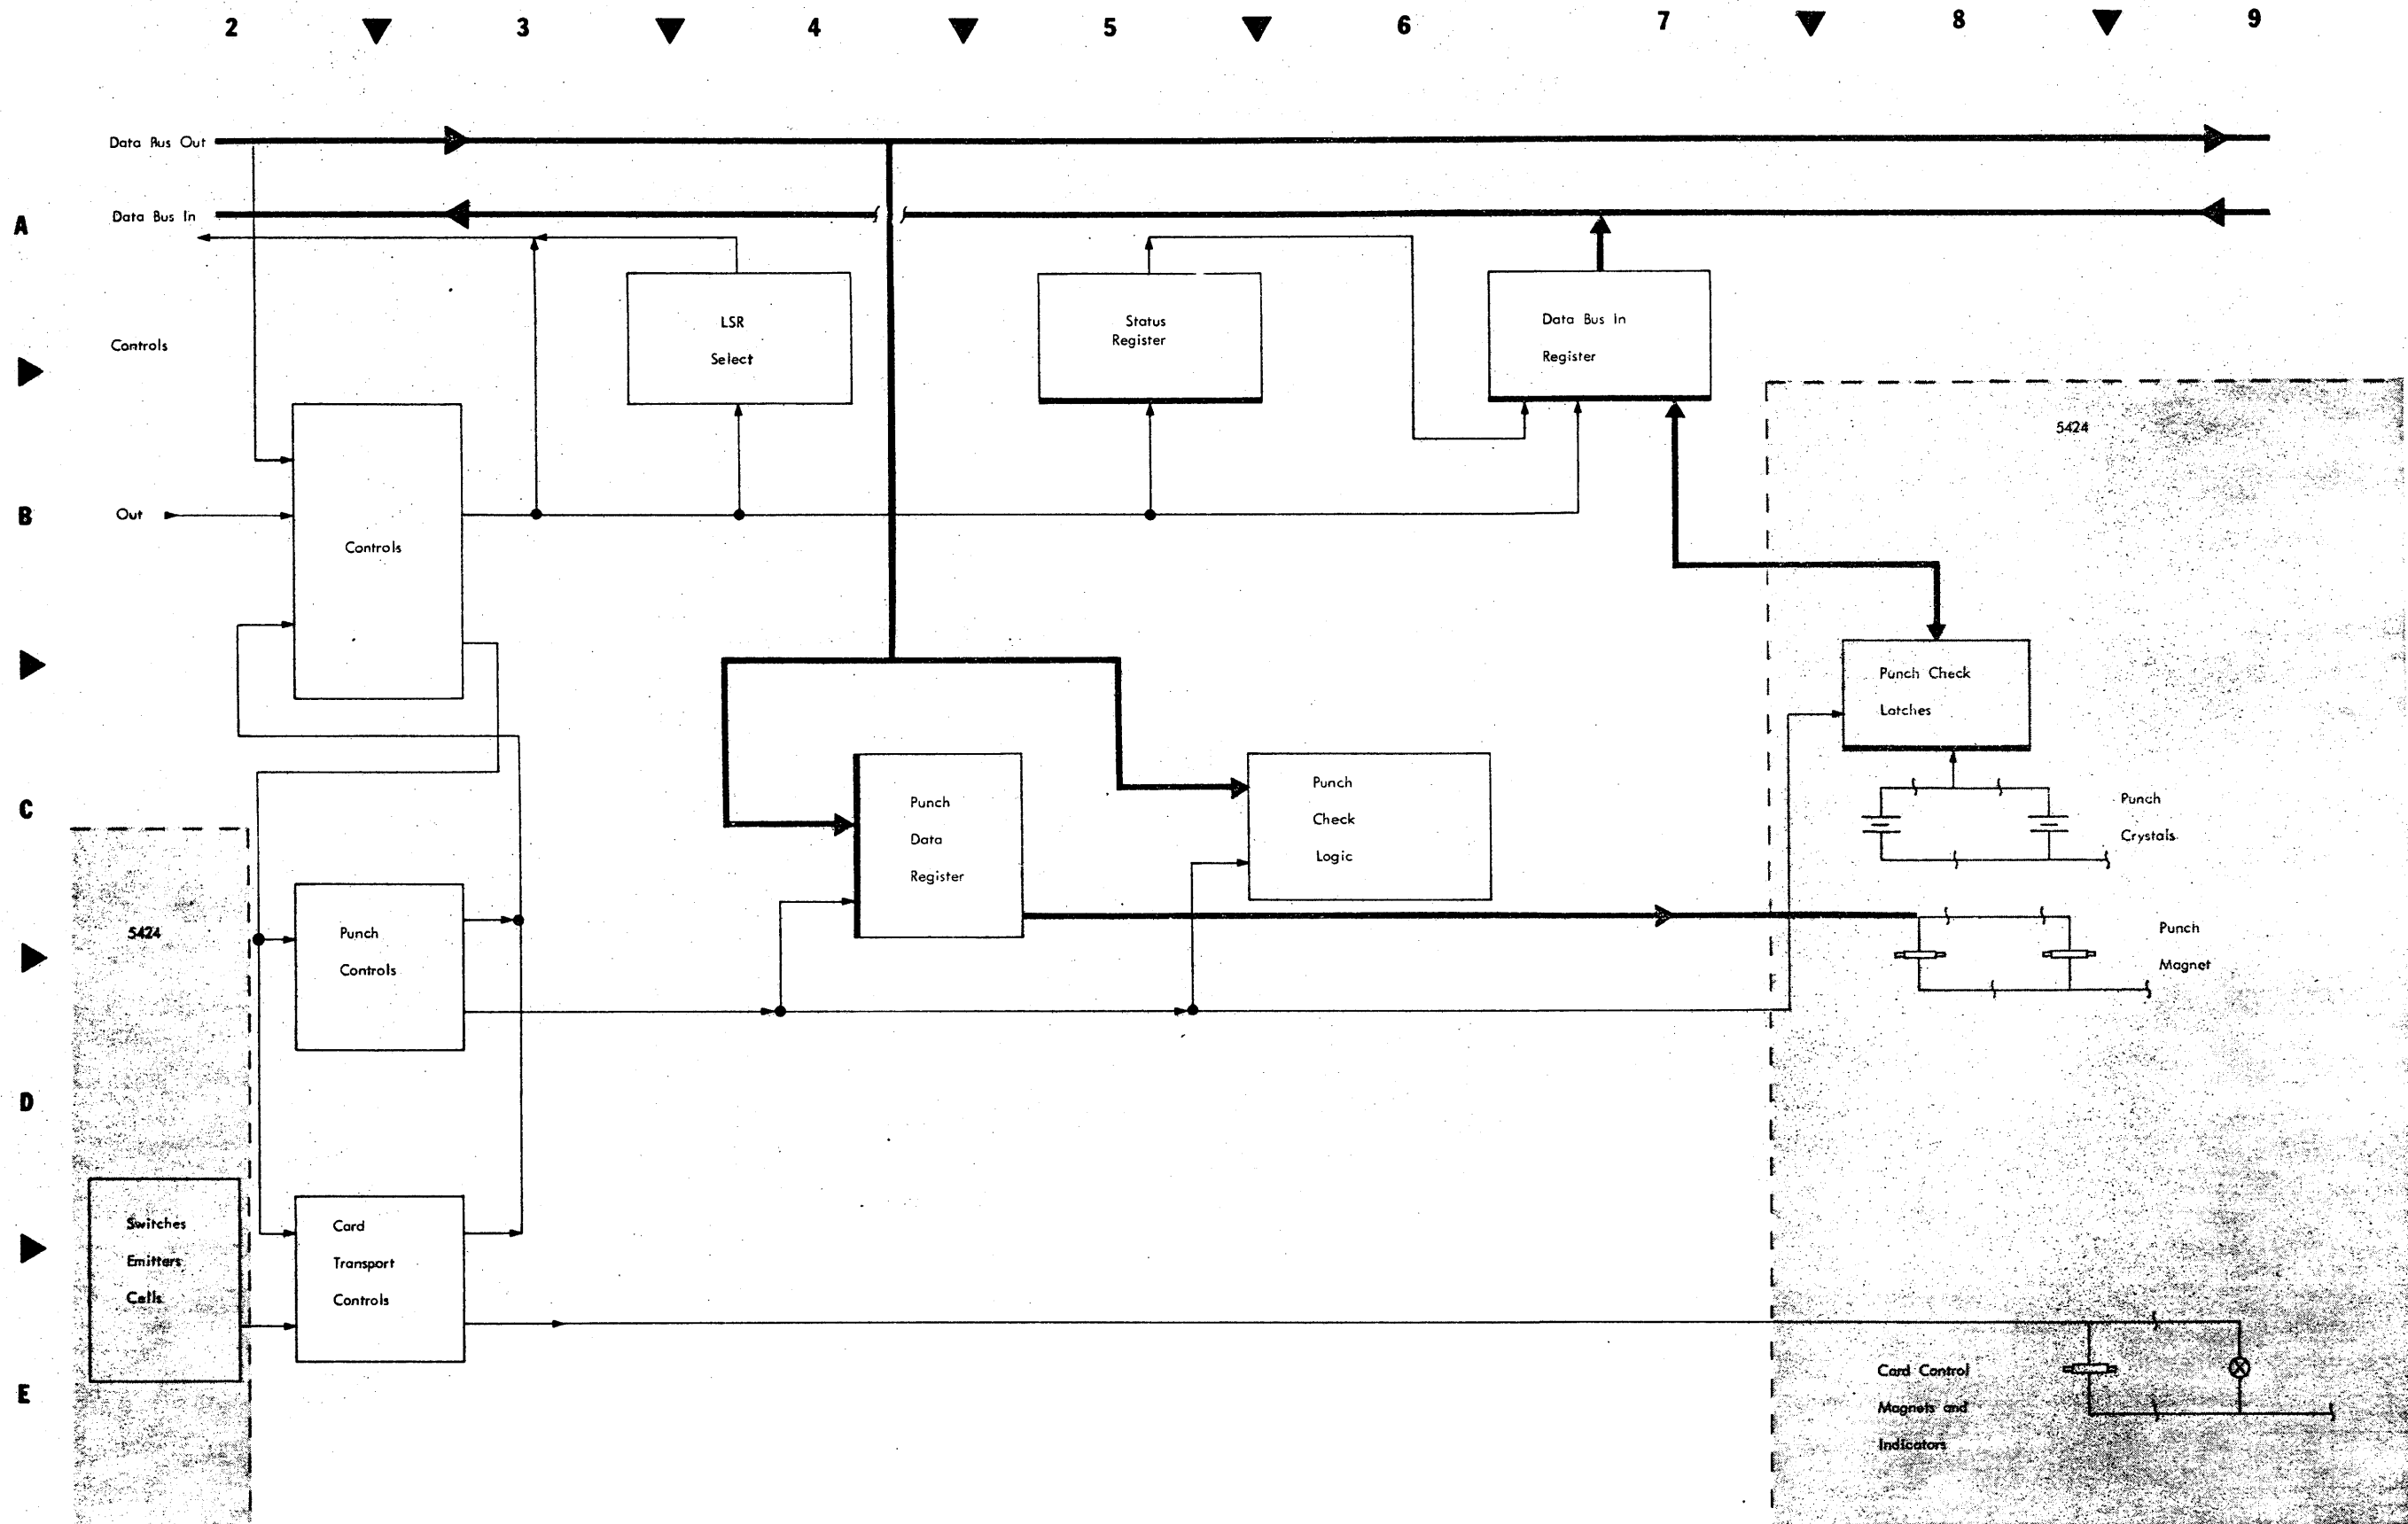 2 3 4 5 6 7 8 9
Data Bus Out
A
Data Bus In
LSR
Select
Status
Register
Data Bus In
Register
Controls
5424
B
Out
Controls
Punch Check
Latches
C
Punch
Data
Register
Punch
Check
Logic
Punch
Crystals
5424
Punch
Controls
Punch
Magnet
D
Switches
Emitters
Cells
Card
Transport
Controls
E
Card Control
Magnets and
Indicators